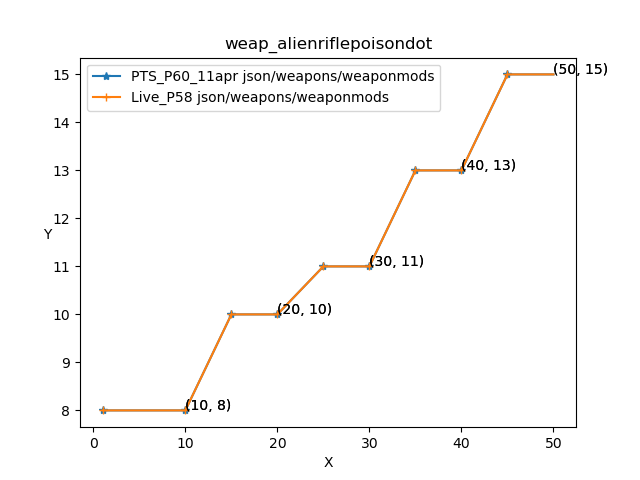 weap_alienriflepoisondot
PTS_P60_11apr json/weapons/weaponmods
Live_P58 json/weapons/weaponmods
(50, 15)
(40, 13)
(30, 11)
(20, 10)
(10, 8)
Y
15
14
13
12
11
10
9
8
0 10 20 30 40 50
X